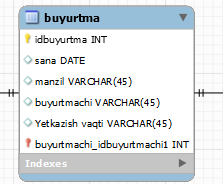 buyurtma
idbuyurtma INT
sana DATE
manzil VARCHAR(45)
buyurtmachi VARCHAR(45)
Yetkazish vaqti VARCHAR(45)
buyurtmachi_idbuyurtmachi1 INT
Indexes